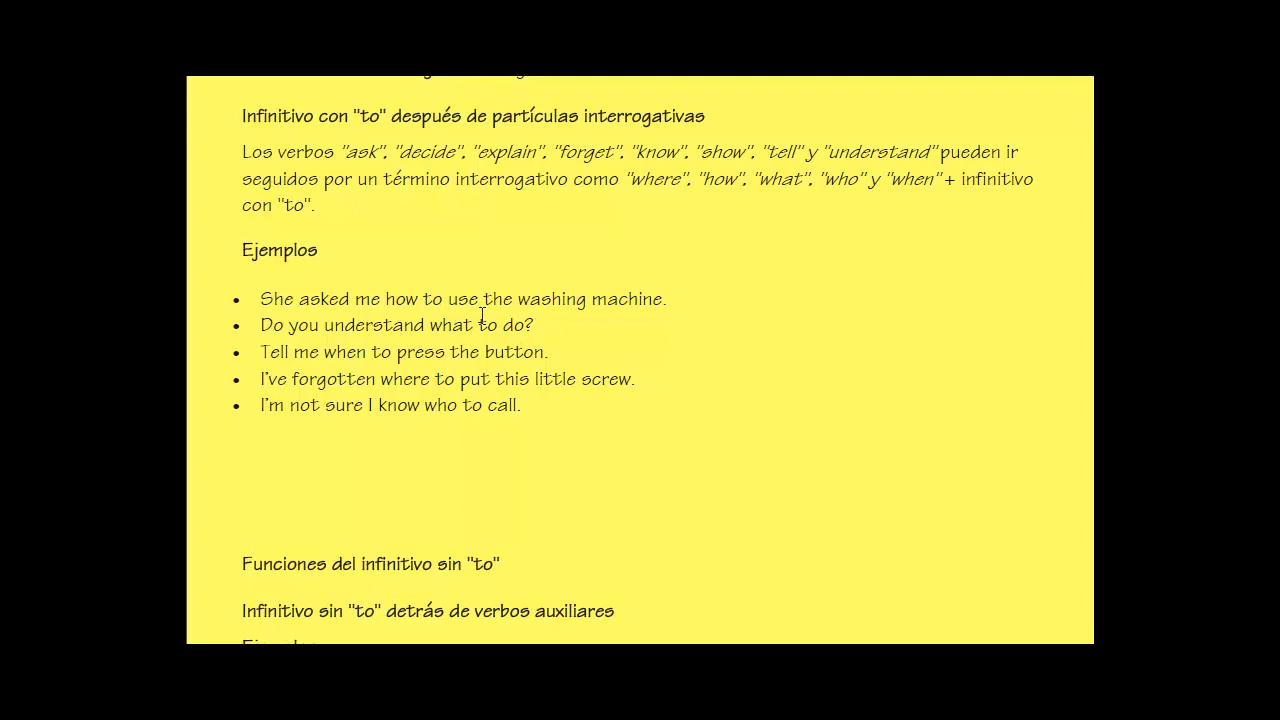 Infinitivo con "to" después de partículas interrogativas
Los verbos "ask", "decide", "explain", "forget", "know", "show", "tell" y "understand" pueden ir
seguidos por un término interrogativo como "where", "how", "what", "who" y "when" + infinitivo
con "to".
Ejemplos
• She asked me how to use the washing machine.
• Do you understand what to do?
• Tell me when to press the button.
• I've forgotten where to put this little screw.
• I'm not sure I know who to call.
Funciones del infinitivo sin "to"
Infinitivo sin "to" detrás de verbos auxiliares